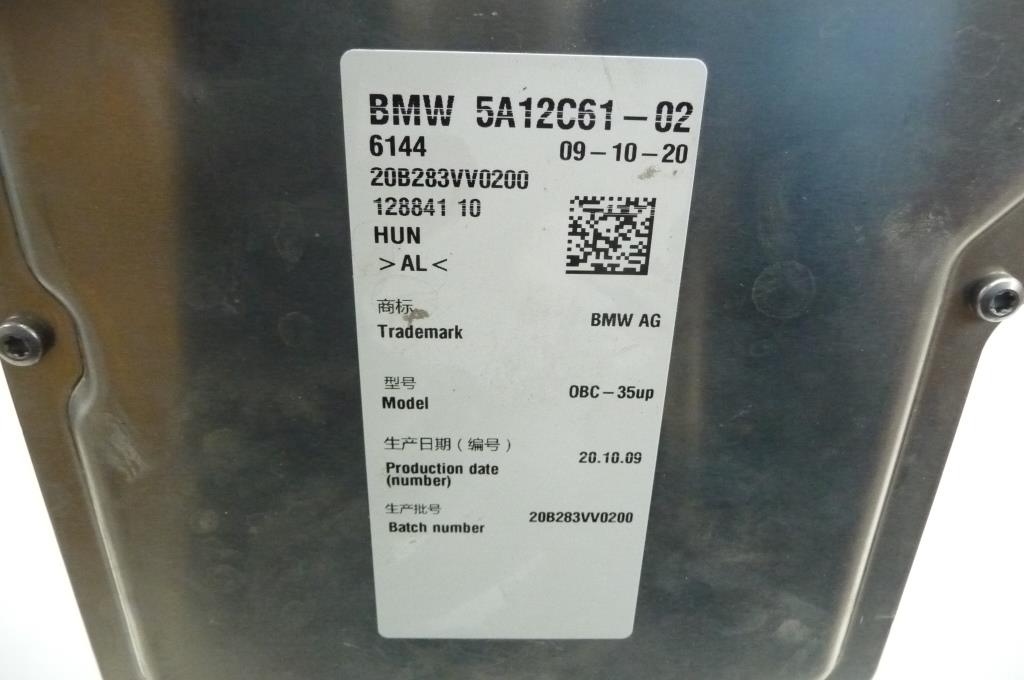 BMW 5A12C61-02
6144 09-10-20
20B283VV0200
128841 10
HUN
>AL<
商标
Trademark BMW AG
型号
Model OBC-35up
生产日期(编号)
Production date 20.10.09
(number)
生产批号
Batch number 20B283VV0200